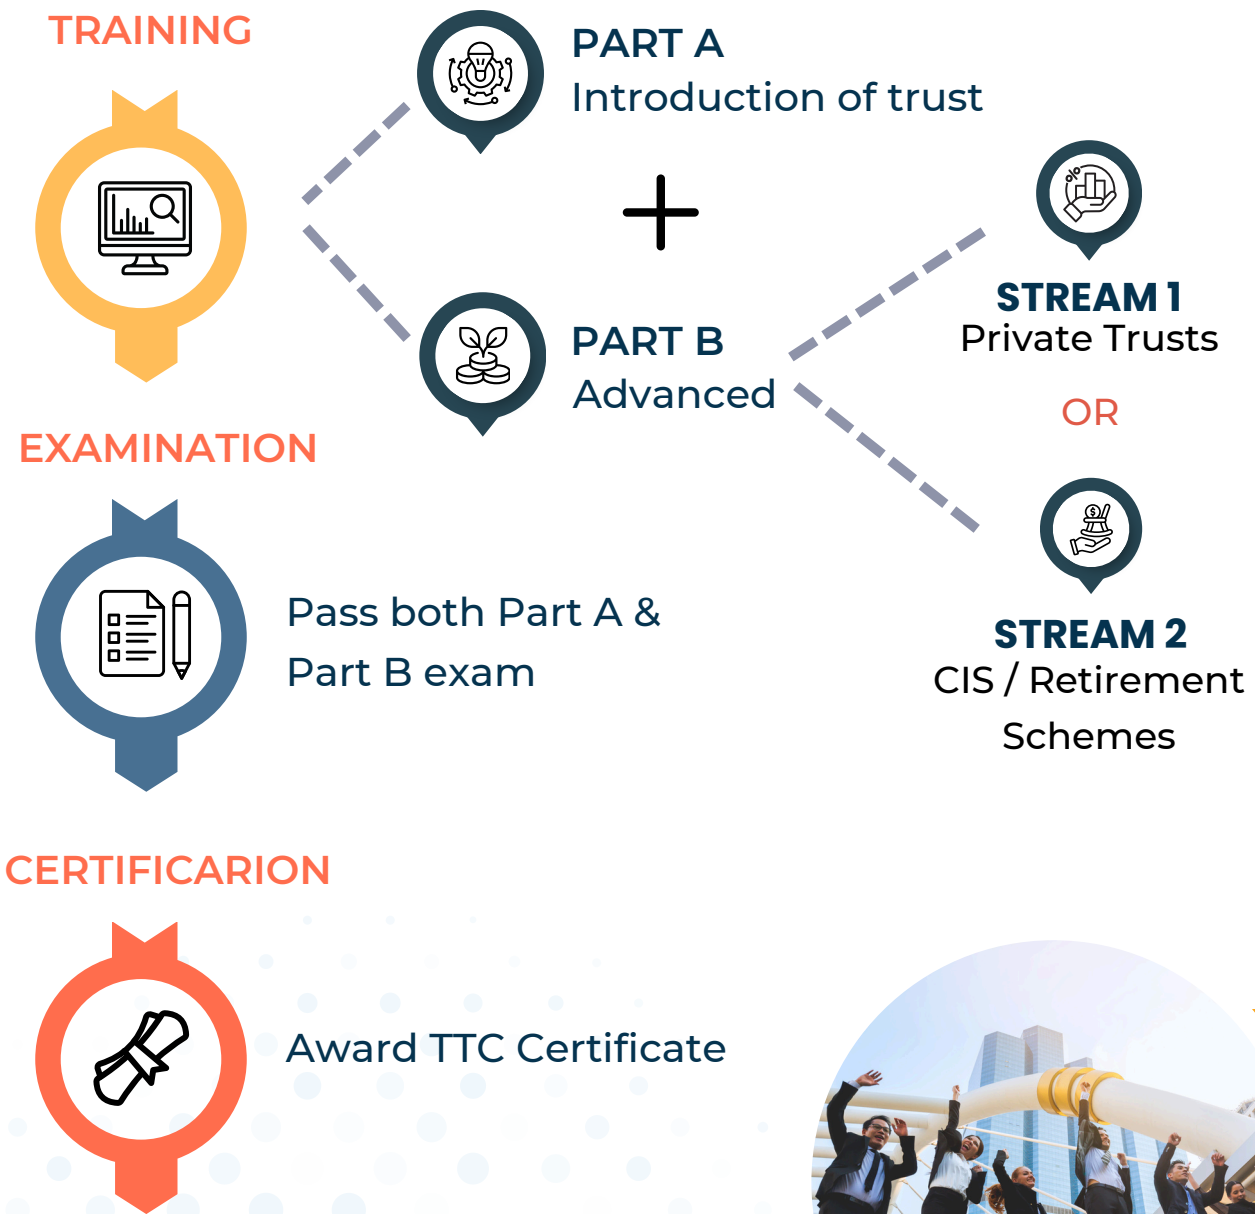 TRAINING
PART A
Introduction of trust
PART B
Advanced
STREAM 1
Private Trusts
OR
STREAM 2
CIS / Retirement
Schemes
EXAMINATION
Pass both Part A &
Part B exam
CERTIFICARION
Award TTC Certificate